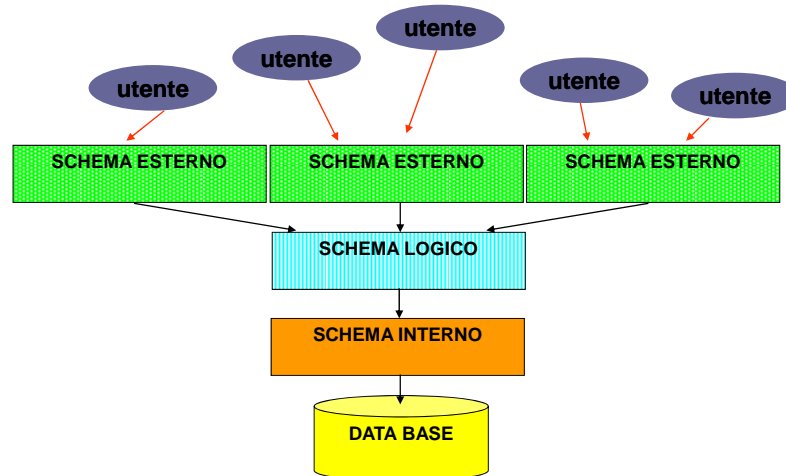 utente
utente
utente
utente
utente
SCHEMA ESTERNO
SCHEMA ESTERNO
SCHEMA ESTERNO
SCHEMA LOGICO
SCHEMA INTERNO
DATA BASE